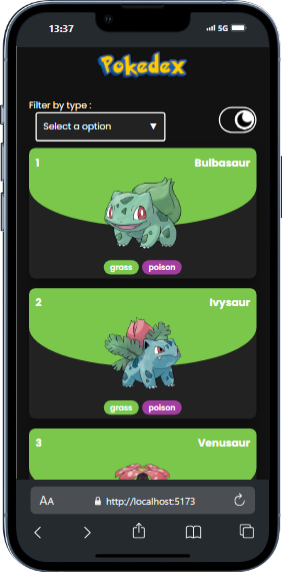 13:37 5G
Pokedex
Filter by type :
Select a option ▼
1 Bulbasaur
grass poison
2 Ivysaur
grass poison
3 Venusaur
AA http://localhost:5173